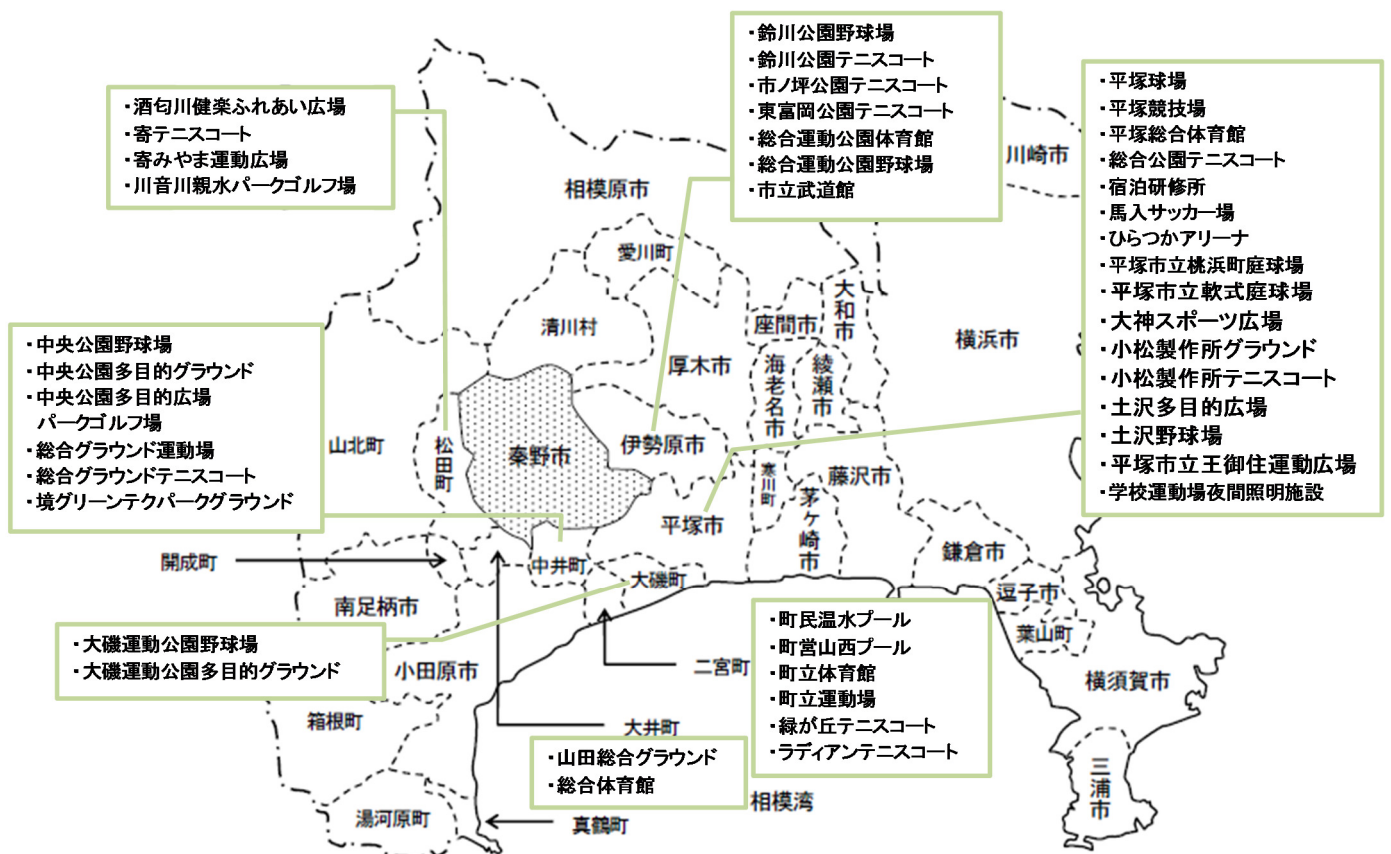 ・鈴川公園野球場
・鈴川公園テニスコート
・市ノ坪公園テニスコート
・東富岡公園テニスコート
・総合運動公園体育館
・総合運動公園野球場
・市立武道館
・平塚球場
・平塚競技場
・平塚総合体育館
・総合公園テニスコート
・宿泊研修所
・馬入サッカー場
・ひらつかアリーナ
・平塚市立桃浜町庭球場
・平塚市立軟式庭球場
・大神スポーツ広場
・小松製作所グラウンド
・小松製作所テニスコート
・土沢多目的広場
・土沢野球場
・平塚市立王御住運動広場
・学校運動場夜間照明施設
・酒匂川健楽ふれあい広場
・寄テニスコート
・寄みやま運動広場
・川音川親水パークゴルフ場
・中央公園野球場
・中央公園多目的グラウンド
・中央公園多目的広場
パークゴルフ場
・総合グラウンド運動場
・総合グラウンドテニスコート
・境グリーンテクパークグラウンド
・大磯運動公園野球場
・大磯運動公園多目的グラウンド
・町民温水プール
・町営山西プール
・町立体育館
・町立運動場
・緑が丘テニスコート
・ラディアンテニスコート
・山田総合グラウンド
・総合体育館
川崎市
相模原市
愛川町
清川村
厚木市
座間市
大和市
海老名市
綾瀬市
横浜市
山北町
松田町
秦野市
伊勢原市
寒川町
藤沢市
平塚市
茅ヶ崎市
鎌倉市
開成町
中井町
大磯町
逗子市
南足柄市
葉山町
小田原市
二宮町
横須賀市
箱根町
大井町
三浦市
相模湾
湯河原町
真鶴町